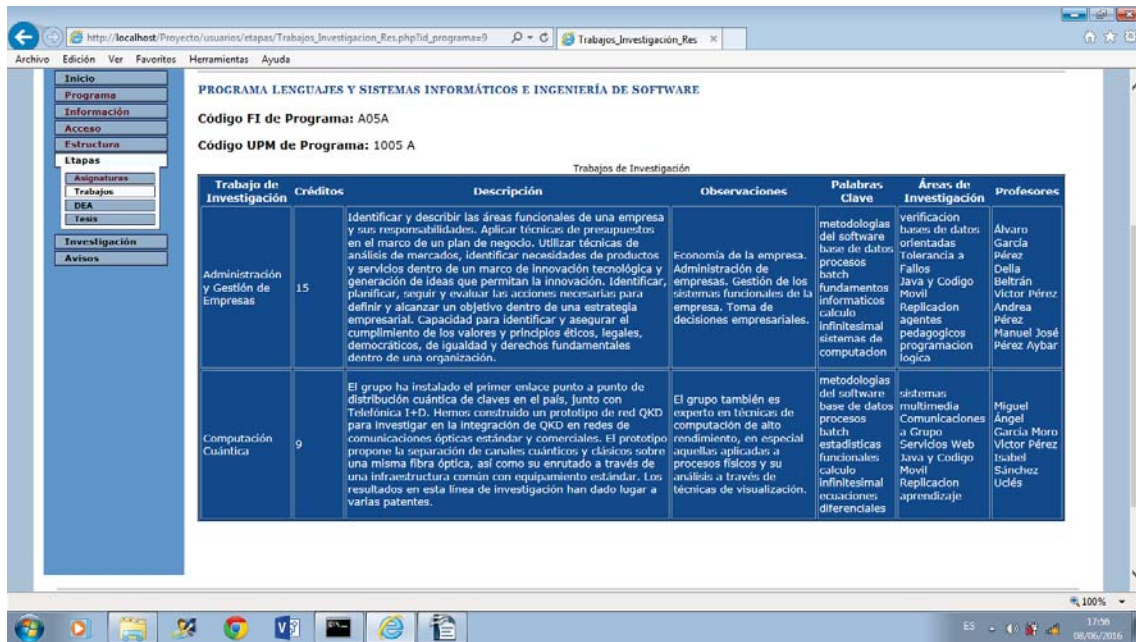 http://localhost/Proyecto/usuarios/etapas/Trabajos_Investigacion_Res.php?id_programa=9
Trabajos_Investigación_Res
Archivo Edición Ver Favoritos Herramientas Ayuda
Inicio
Programa
Información
Acceso
Estructura
Etapas
Asignaturas
Trabajos
DEA
Tesis
Investigación
Avisos
PROGRAMA LENGUAJES Y SISTEMAS INFORMÁTICOS E INGENIERÍA DE SOFTWARE
Código FI de Programa: A05A
Código UPM de Programa: 1005 A
Trabajos de Investigación
Trabajo de
Investigación
Créditos
Descripción
Observaciones
Palabras
Clave
Áreas de
Investigación
Profesores
Administración
y Gestión de
Empresas
15
Identificar y describir las áreas funcionales de una empresa
y sus responsabilidades. Aplicar técnicas de presupuestos
en el marco de un plan de negocio. Utilizar técnicas de
análisis de mercados, identificar necesidades de productos
y servicios dentro de un marco de innovación tecnológica y
generación de ideas que permitan la innovación. Identificar,
planificar, seguir y evaluar las acciones necesarias para
definir y alcanzar un objetivo dentro de una estrategia
empresarial. Capacidad para identificar y asegurar el
cumplimiento de los valores y principios éticos, legales,
democráticos, de igualdad y derechos fundamentales
dentro de una organización.
Economía de la empresa.
Administración de
empresas. Gestión de los
sistemas funcionales de la
empresa. Toma de
decisiones empresariales.
metodologias
del software
base de datos
procesos
batch
fundamentos
informaticos
calculo
infinitesimal
sistemas de
computacion
verificacion
bases de datos
orientadas
Tolerancia a
Fallos
Java y Codigo
Movil
Replicacion
agentes
pedagogicos
programacion
logica
Álvaro
García
Pérez
Delia
Beltrán
Victor Pérez
Andrea
Pérez
Manuel José
Pérez Aybar
Computación
Cuántica
9
El grupo ha instalado el primer enlace punto a punto de
distribución cuántica de claves en el país, junto con
Telefónica I+D. Hemos construido un prototipo de red QKD
para investigar en la integración de QKD en redes de
comunicaciones ópticas estándar y comerciales. El prototipo
propone la separación de canales cuánticos y clásicos sobre
una misma fibra óptica, así como su enrutado a través de
una infraestructura común con equipamiento estándar. Los
resultados en esta línea de investigación han dado lugar a
varias patentes.
El grupo también es
experto en técnicas de
computación de alto
rendimiento, en especial
aquellas aplicadas a
procesos físicos y su
análisis a través de
técnicas de visualización.
metodologias
del software
base de datos
procesos
batch
estadisticas
funcionales
calculo
infinitesimal
ecuaciones
diferenciales
sistemas
multimedia
Comunicaciones
a Grupo
Servicios Web
Java y Codigo
Movil
Replicacion
aprendizaje
Miguel
Ángel
García Moro
Victor Pérez
Isabel
Sánchez
Uclés
100%
ES
17:56
08/06/2016